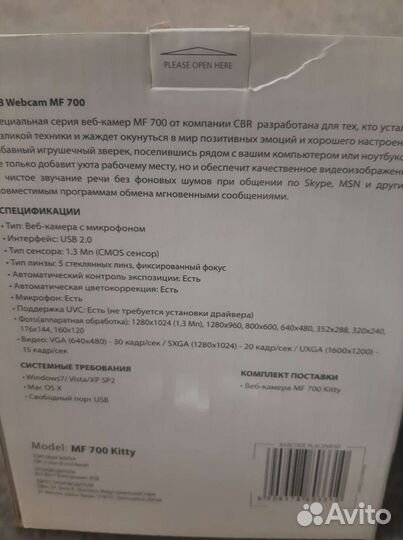 PLEASE OPEN HERE
B Webcam MF 700
ециальная серия веб-камер MF 700 от компании CBR разработана для тех, кто устал
зликой техники и жаждет окунуться в мир позитивных эмоций и хорошего настроен
бавный игрушечный зверек, поселившись рядом с вашим компьютером или ноутбуко
е только добавит уюта рабочему месту, но и обеспечит качественное видеоизображен
чистое звучание речи без фоновых шумов при общении по Skype, MSN и други
совместимым программам обмена мгновенными сообщениями.
СПЕЦИФИКАЦИИ
• Тип: Веб-камера с микрофоном
• Интерфейс: USB 2.0
• Тип сенсора: 1.3 Мп (CMOS сенсор)
• Тип линзы: 5 стеклянных линз, фиксированный фокус
• Автоматический контроль экспозиции: Есть
• Автоматическая цветокоррекция: Есть
• Микрофон: Есть
• Поддержка UVC: Есть (не требуется установки драйвера)
• Фото(аппаратная обработка): 1280x1024 (1,3 Мп), 1280x960, 800x600, 640x480, 352x288, 320x240,
176x144, 160x120
• Видео: VGA (640x480) - 30 кадр/сек / SXGA (1280x1024) - 20 кадр/сек / UXGA (1600x1200) -
15 кадр/сек
СИСТЕМНЫЕ ТРЕБОВАНИЯ
• Windows7/ Vista/XP SP2
• Mac OS X
• Свободный порт USB
КОМПЛЕКТ ПОСТАВКИ
• Веб-камера MF 700 Kitty
Model: MF 700 Kitty
BARCODE PLACEMENT
Avito